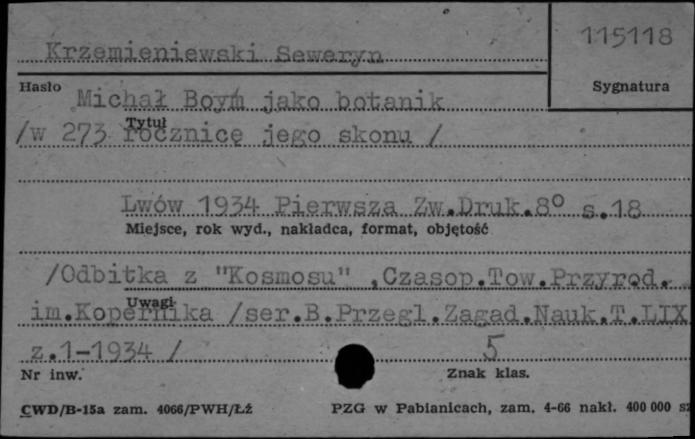 Krzemieniewski Seweryn
115118
Hasło
Sygnatura
Michał Boym jako botanik
Tytuł
/w 273 rocznicę jego skonu /
Lwów 1934 Pierwsza Zw.Druk.8° s.18
Miejsce, rok wyd., nakładca, format, objętość
/Odbitka z "Kosmosu" ,Czasop.Tow.Przyrod.
Uwagi
im.Kopernika /ser.B.Przegl.Zagad.Nauk.T.LIX
z.1-1934 / 5
Nr inw. Znak klas.
CWD/B-15a zam. 4066/PWH/Łź PZG w Pabianicach, zam. 4-66 nakł. 400 000 sz